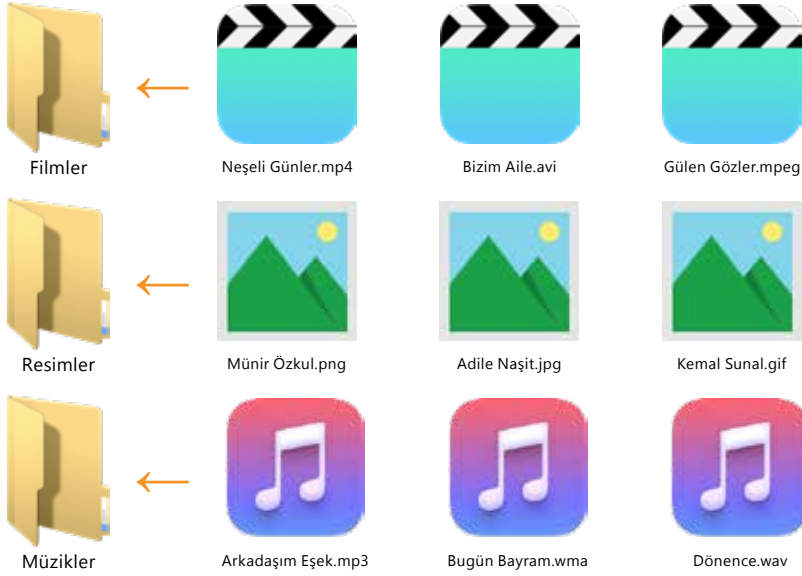 Neşeli Günler.mp4 Bizim Aile.avi Gülen Gözler.mpeg
Filmler
Münir Özkul.png Adile Naşit.jpg Kemal Sunal.gif
Resimler
Arkadaşım Eşek.mp3 Bugün Bayram.wma Dönence.wav
Müzikler